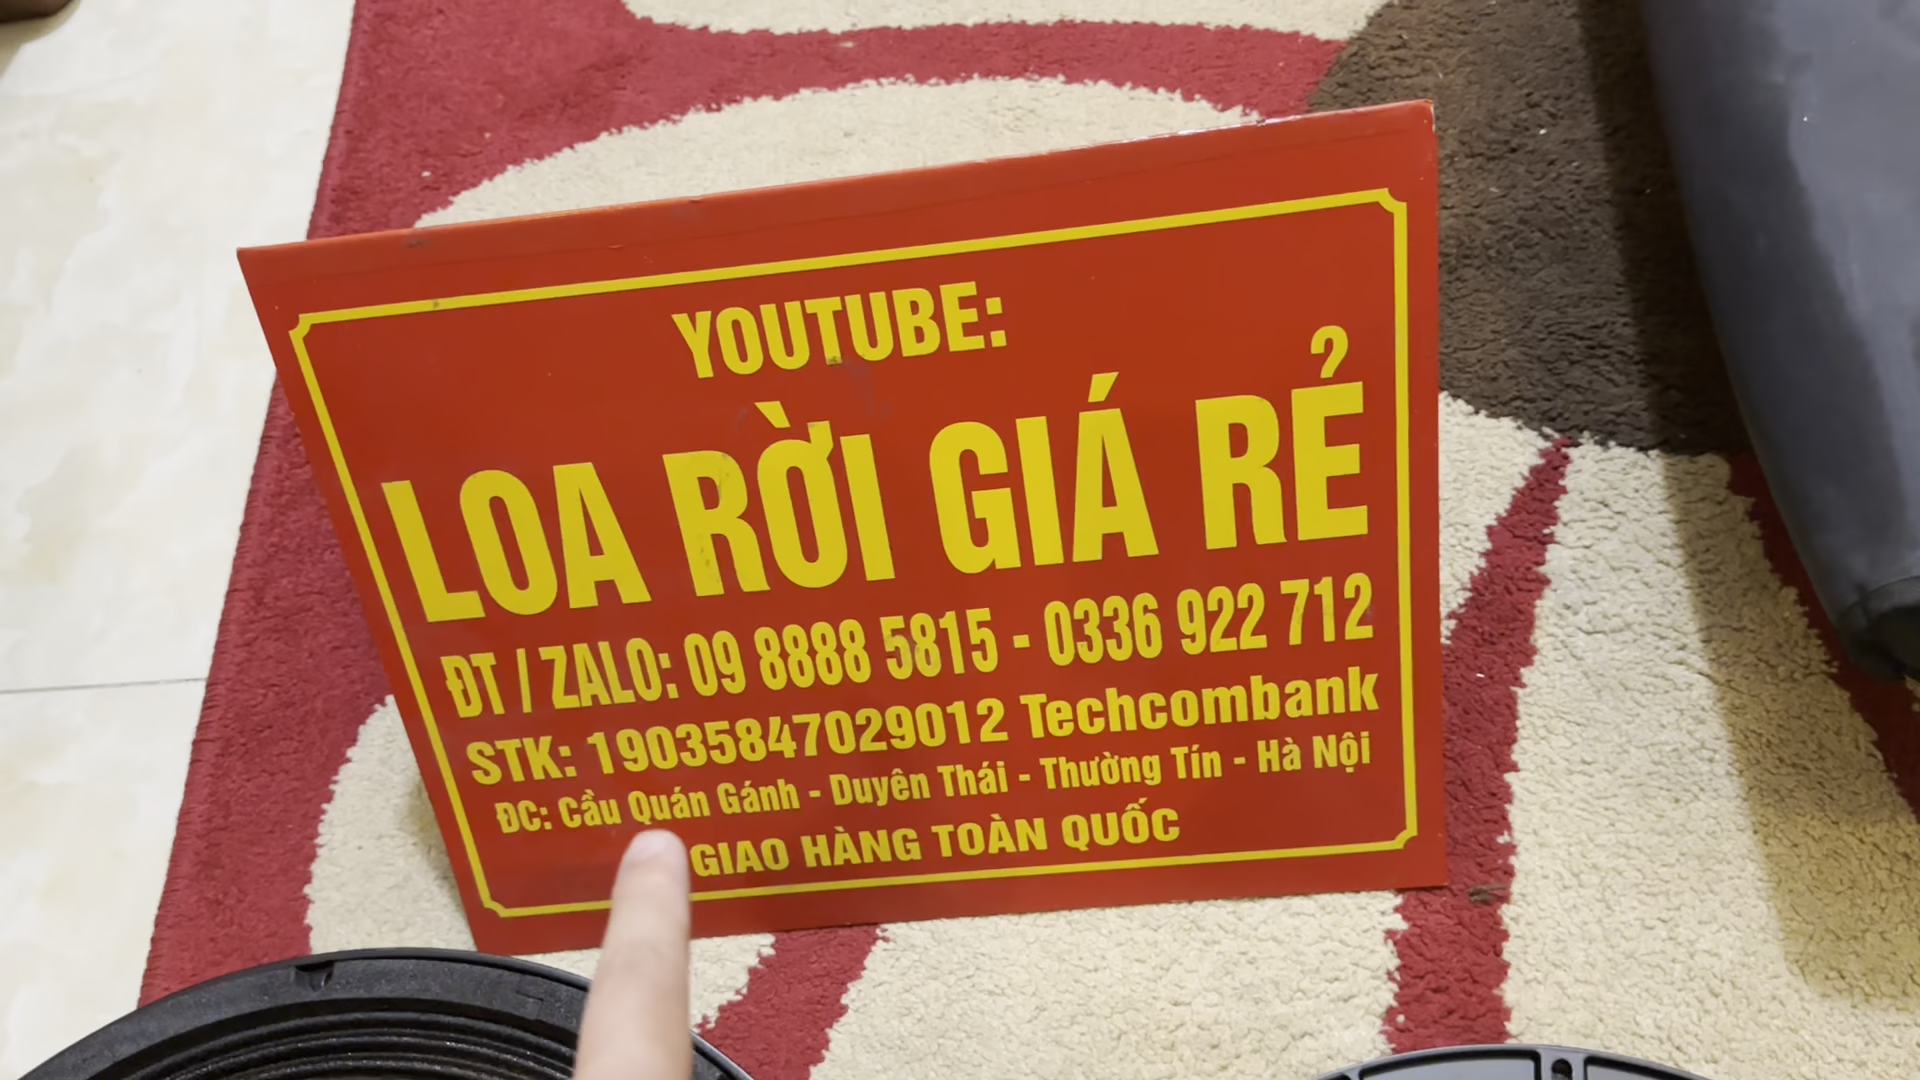 YOUTUBE:
LOA RỜI GIÁ RẺ
ĐT / ZALO: 09 8888 5815 - 0336 922 712
STK: 19035847029012 Techcombank
ĐC: Cầu Quán Gánh - Duyên Thái - Thường Tín - Hà Nội
GIAO HÀNG TOÀN QUỐC